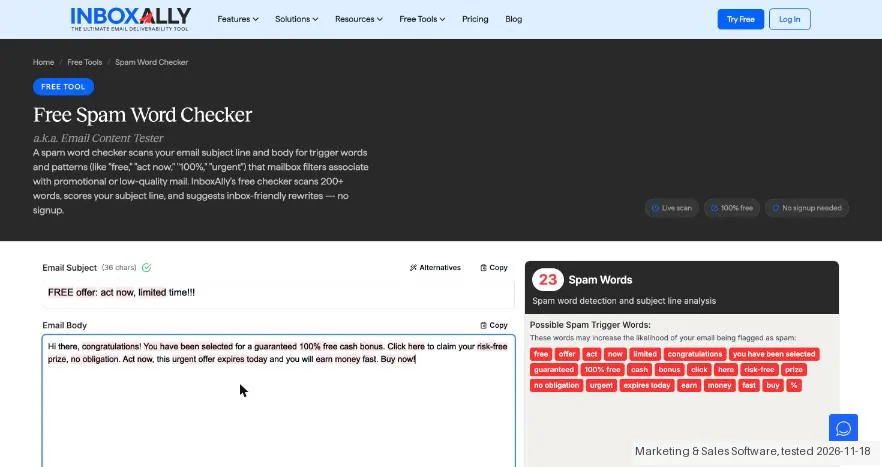 INBOXALLY
THE ULTIMATE EMAIL DELIVERABILITY TOOL
Features Solutions Resources Free Tools Pricing Blog
Try Free Log In
Home / Free Tools / Spam Word Checker
FREE TOOL
Free Spam Word Checker
a.k.a. Email Content Tester
A spam word checker scans your email subject line and body for trigger words
and patterns (like "free," "act now," "100%," "urgent") that mailbox filters associate
with promotional or low-quality mail. InboxAlly's free checker scans 200+
words, scores your subject line, and suggests inbox-friendly rewrites — no
signup.
Live scan 100% free No signup needed
Email Subject (36 chars) Alternatives Copy
FREE offer: act now, limited time!!!
Email Body Copy
Hi there, congratulations! You have been selected for a guaranteed 100% free cash bonus. Click here to claim your risk-free
prize, no obligation. Act now, this urgent offer expires today and you will earn money fast. Buy now!
23 Spam Words
Spam word detection and subject line analysis
Possible Spam Trigger Words:
These words may increase the likelihood of your email being flagged as spam:
free offer act now limited congratulations you have been selected
guaranteed 100% free cash bonus click here risk-free prize
no obligation urgent expires today earn money fast buy %
Marketing & Sales Software, tested 2026-11-18